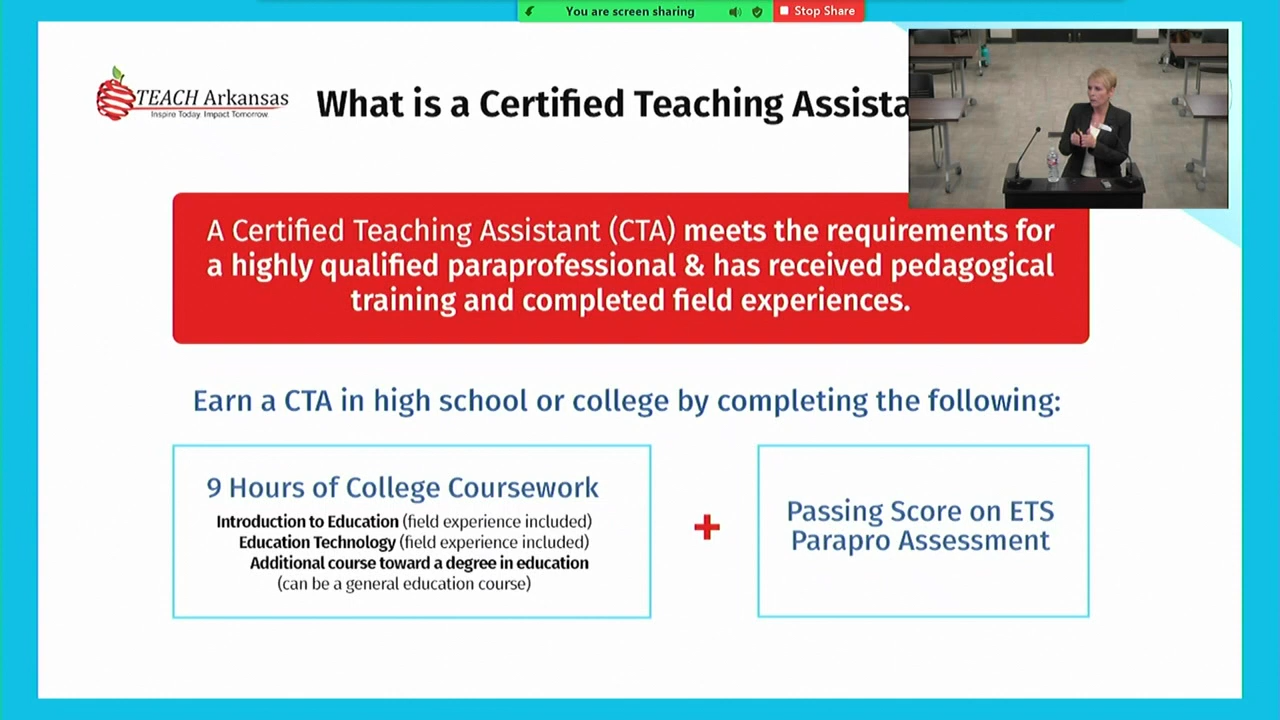 You are screen sharing
Stop Share
TEACH Arkansas
Inspire Today. Impact Tomorrow.
What is a Certified Teaching Assista
A Certified Teaching Assistant (CTA) meets the requirements for
a highly qualified paraprofessional & has received pedagogical
training and completed field experiences.
Earn a CTA in high school or college by completing the following:
9 Hours of College Coursework
Introduction to Education (field experience included)
Education Technology (field experience included)
Additional course toward a degree in education
(can be a general education course)
+
Passing Score on ETS
Parapro Assessment